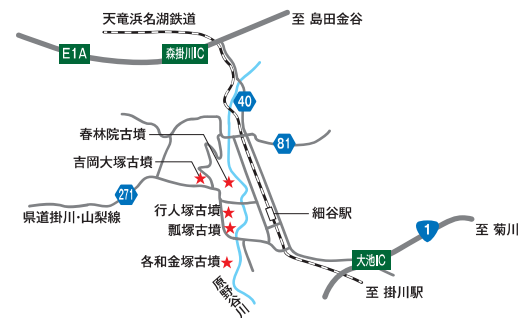 天竜浜名湖鉄道
至 島田金谷
E1A
森掛川IC
40
春林院古墳
81
吉岡大塚古墳
271
県道掛川・山梨線
行人塚古墳
細谷駅
瓢塚古墳
1
至 菊川
大池IC
各和金塚古墳
原野谷川
至 掛川駅